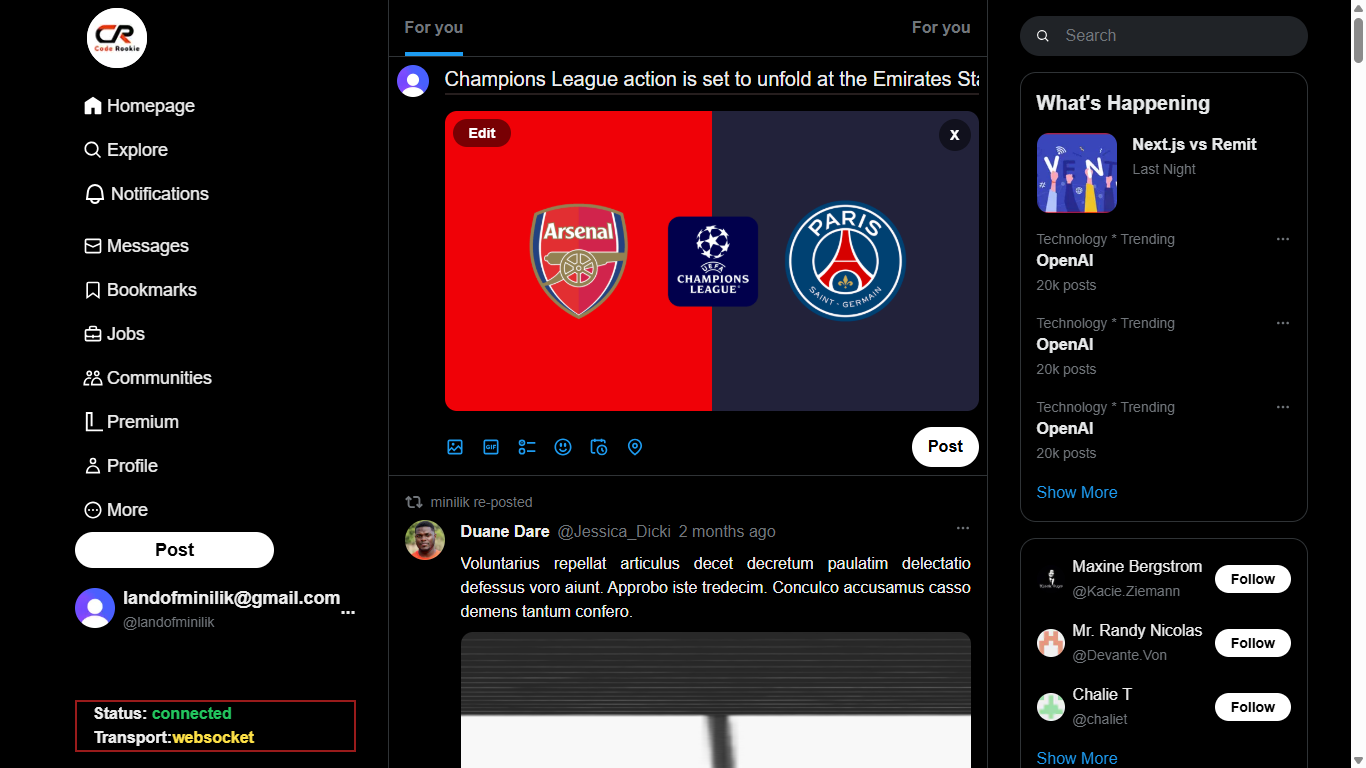 CR
Code Rookie
Homepage
Explore
Notifications
Messages
Bookmarks
Jobs
Communities
Premium
Profile
More
Post
landofminilik@gmail.com
@landofminilik
...
Status: connected
Transport:websocket
For you
For you
Champions League action is set to unfold at the Emirates Sta
Edit
X
Arsenal
UEFA
CHAMPIONS
LEAGUE
PARIS
SAINT - GERMAIN
GIF
Post
minilik re-posted
Duane Dare @Jessica_Dicki 2 months ago
...
Voluntarius repellat articulus decet decretum paulatim delectatio
defessus voro aiunt. Approbo iste tredecim. Conculco accusamus casso
demens tantum confero.
Search
What's Happening
EVENT
Next.js vs Remit
Last Night
Technology * Trending
...
OpenAI
20k posts
Technology * Trending
...
OpenAI
20k posts
Technology * Trending
...
OpenAI
20k posts
Show More
Maxine Bergstrom
@Kacie.Ziemann
Follow
Mr. Randy Nicolas
@Devante.Von
Follow
Chalie T
@chaliet
Follow
Show More